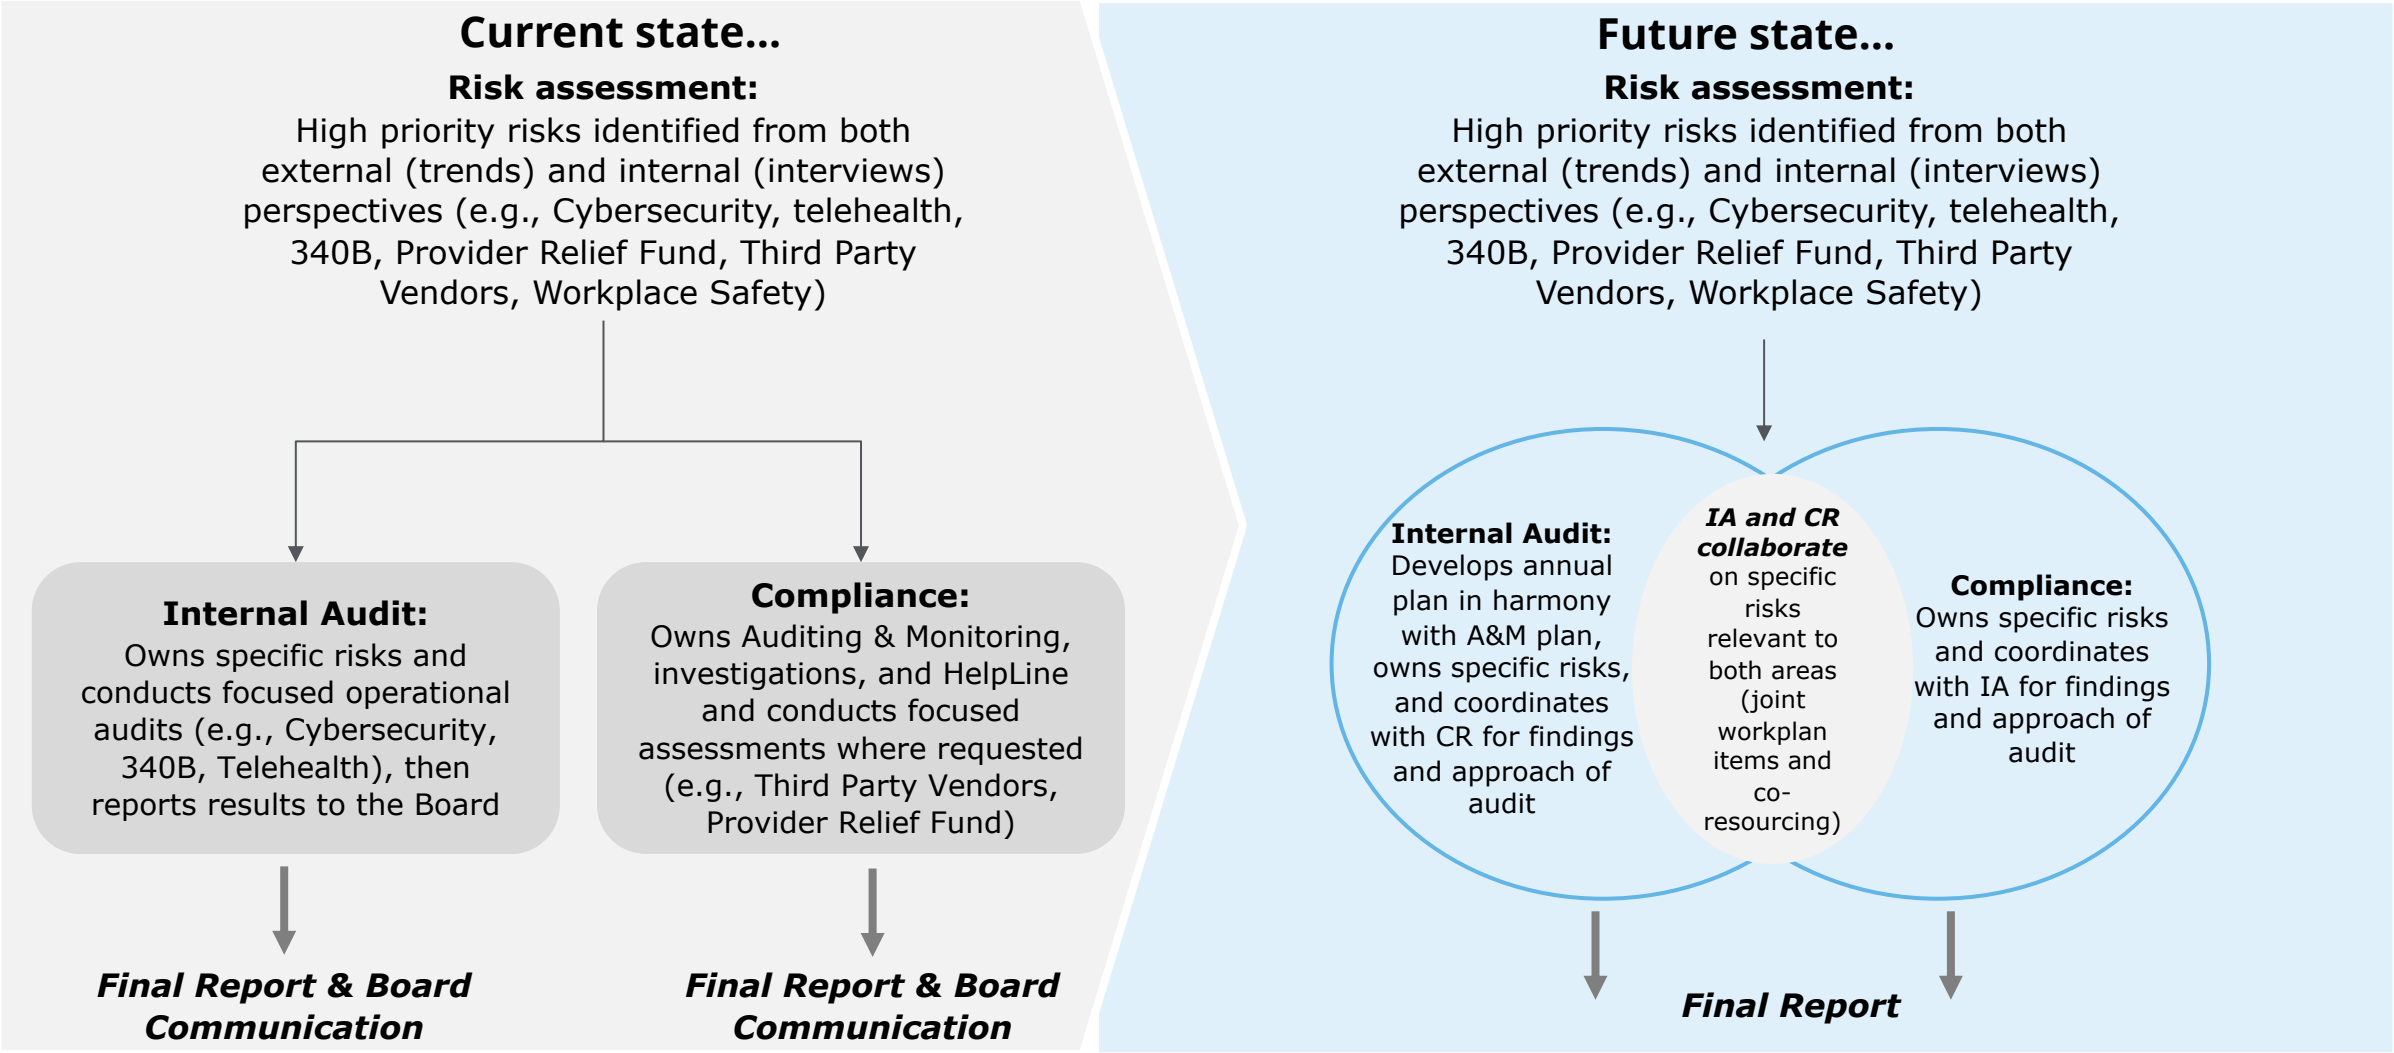 Current state...
Risk assessment:
High priority risks identified from both
external (trends) and internal (interviews)
perspectives (e.g., Cybersecurity, telehealth,
340B, Provider Relief Fund, Third Party
Vendors, Workplace Safety)
Internal Audit:
Owns specific risks and
conducts focused operational
audits (e.g., Cybersecurity,
340B, Telehealth), then
reports results to the Board
Compliance:
Owns Auditing & Monitoring,
investigations, and HelpLine
and conducts focused
assessments where requested
(e.g., Third Party Vendors,
Provider Relief Fund)
Final Report & Board
Communication
Final Report & Board
Communication
Future state...
Risk assessment:
High priority risks identified from both
external (trends) and internal (interviews)
perspectives (e.g., Cybersecurity, telehealth,
340B, Provider Relief Fund, Third Party
Vendors, Workplace Safety)
Internal Audit:
Develops annual
plan in harmony
with A&M plan,
owns specific risks,
and coordinates
with CR for findings
and approach of
audit
IA and CR
collaborate
on specific
risks
relevant to
both areas
(joint
workplan
items and
co-
resourcing)
Compliance:
Owns specific risks
and coordinates
with IA for findings
and approach of
audit
Final Report